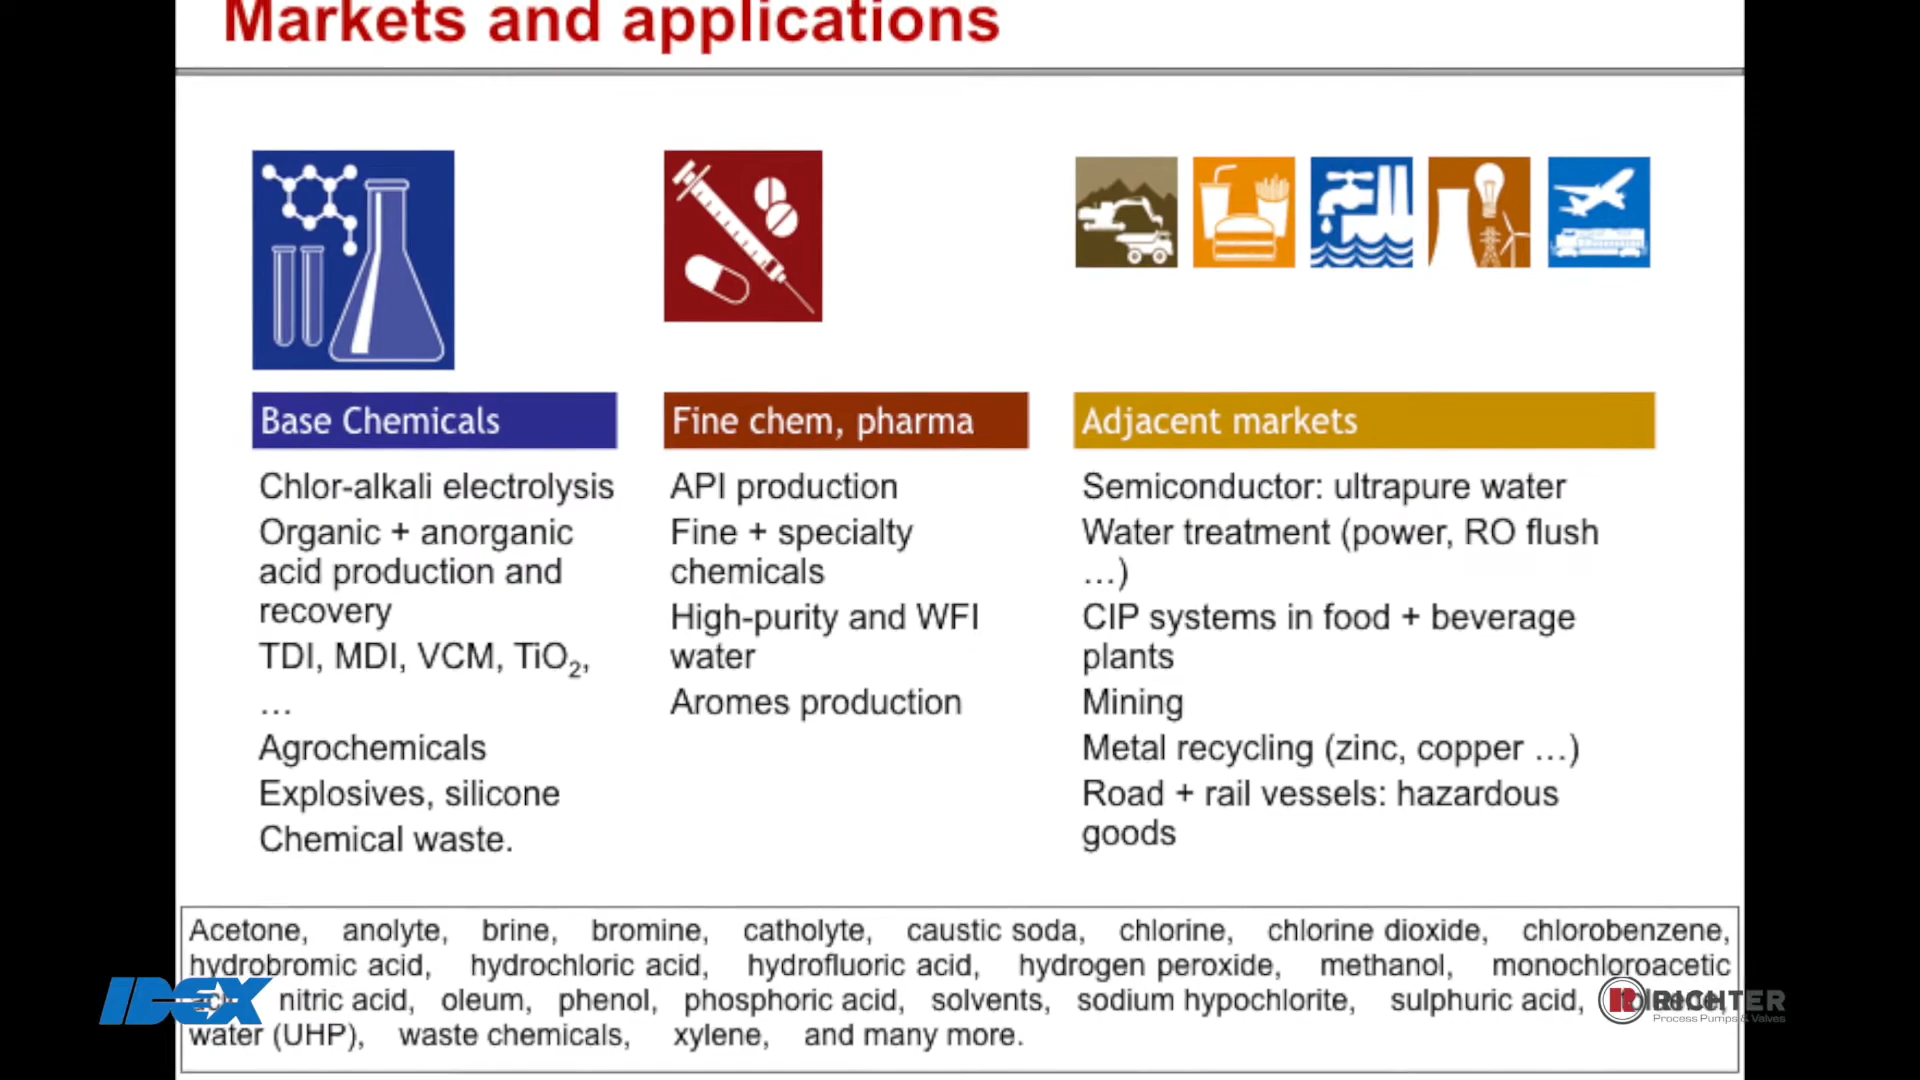 Markets and applications
Base Chemicals
Chlor-alkali electrolysis
Organic + anorganic
acid production and
recovery
TDI, MDI, VCM, TiO₂,
…
Agrochemicals
Explosives, silicone
Chemical waste.
Fine chem, pharma
API production
Fine + specialty
chemicals
High-purity and WFI
water
Aromes production
Adjacent markets
Semiconductor: ultrapure water
Water treatment (power, RO flush
…)
CIP systems in food + beverage
plants
Mining
Metal recycling (zinc, copper …)
Road + rail vessels: hazardous
goods
Acetone, anolyte, brine, bromine, catholyte, caustic soda, chlorine, chlorine dioxide, chlorobenzene,
hydrobromic acid, hydrochloric acid, hydrofluoric acid, hydrogen peroxide, methanol, monochloroacetic
nitric acid, oleum, phenol, phosphoric acid, solvents, sodium hypochlorite, sulphuric acid,
water (UHP), waste chemicals, xylene, and many more.
IDEX
RICHTER
Process Pumps & Valves